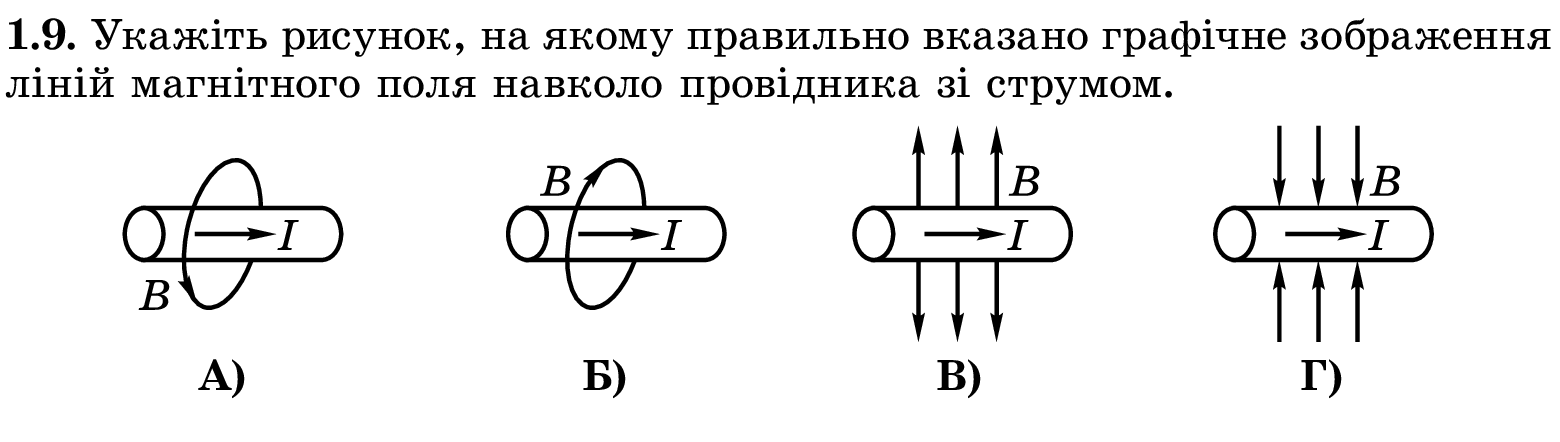 1.9. Укажіть рисунок, на якому правильно вказано графічне зображення
ліній магнітного поля навколо провідника зі струмом.
B I
B I
B I
B I
А) Б) В) Г)